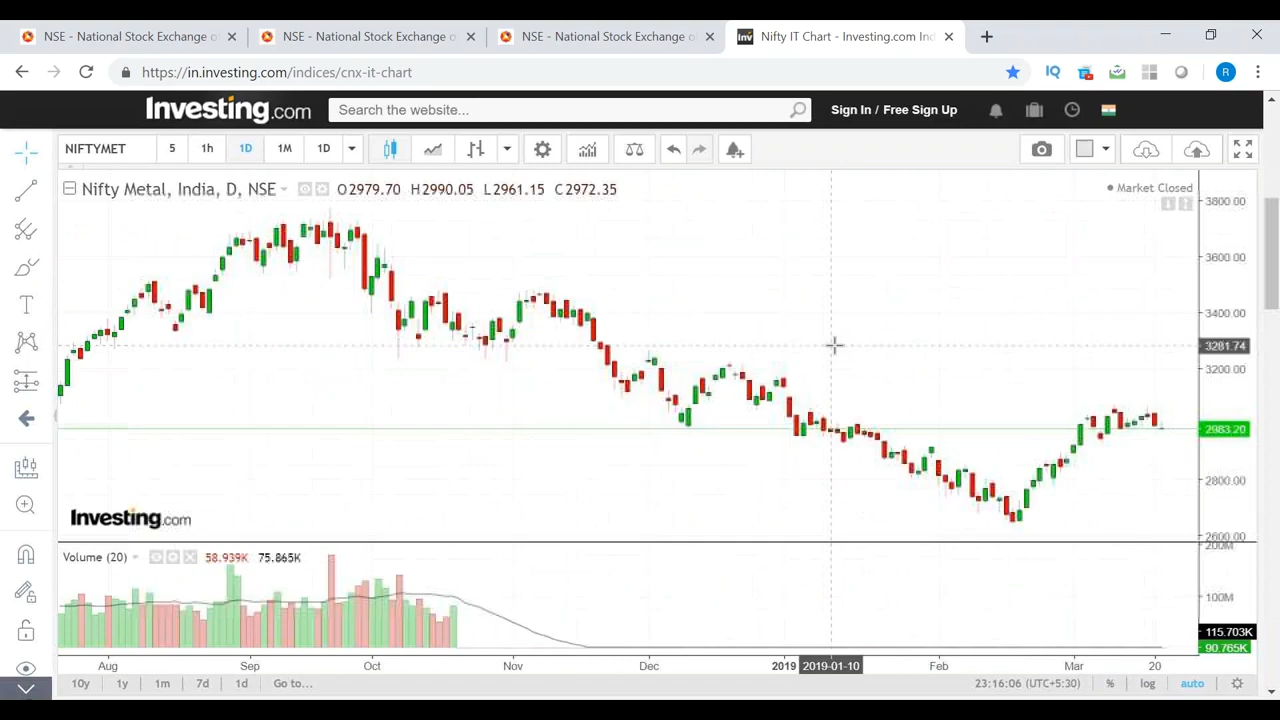 NSE - National Stock Exchange o
NSE - National Stock Exchange o
NSE - National Stock Exchange o
Inv Nifty IT Chart - Investing.com Ind
https://in.investing.com/indices/cnx-it-chart
IQ
R
Investing.com
Search the website...
Sign In / Free Sign Up
NIFTYMET 5 1h 1D 1M 1D
Nifty Metal, India, D, NSE O2979.70 H2990.05 L2961.15 C2972.35
Market Closed
3800.00
3600.00
3400.00
3281.74
3200.00
2983.20
2800.00
2600.00
Investing.com
Volume (20) 58.939K 75.865K
200M
100M
115.703K
90.765K
Aug Sep Oct Nov Dec 2019 2019-01-10 Feb Mar 20
10y 1y 1m 7d 1d Go to... 23:16:06 (UTC+5:30) % log auto